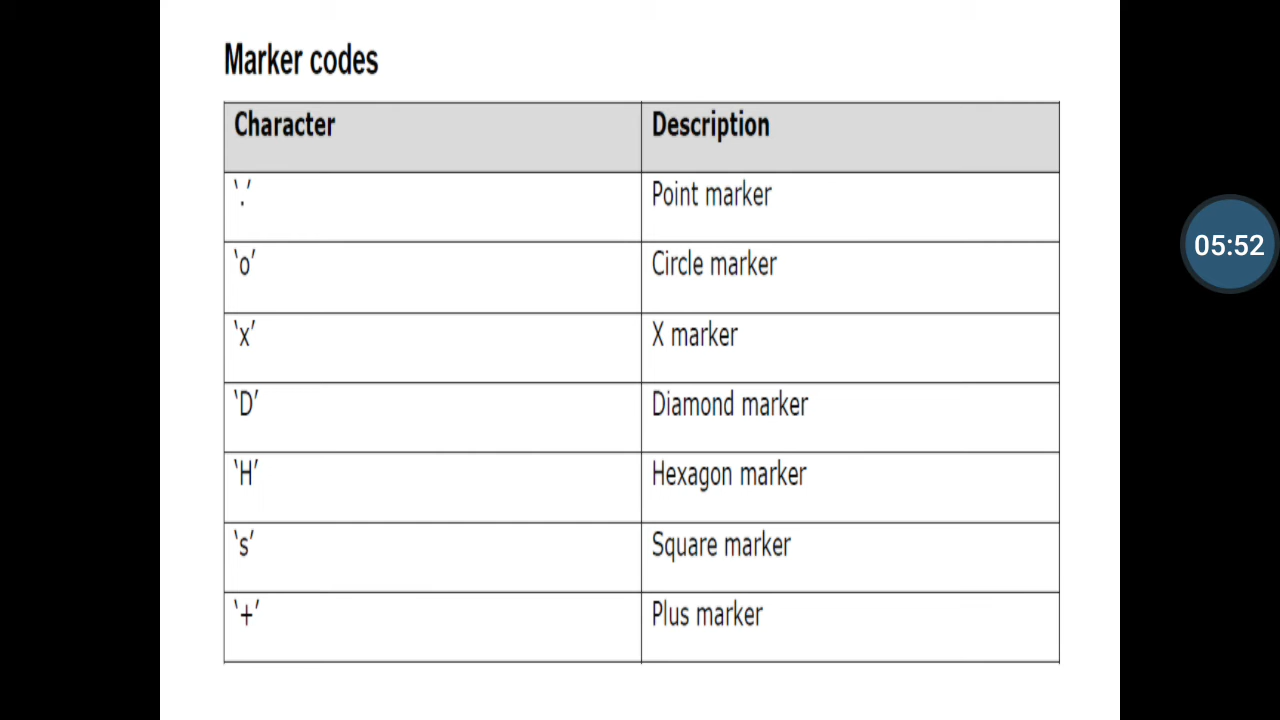 Marker codes
Character Description
‘.’ Point marker
‘o’ Circle marker
‘x’ X marker
‘D’ Diamond marker
‘H’ Hexagon marker
‘s’ Square marker
‘+’ Plus marker
05:52